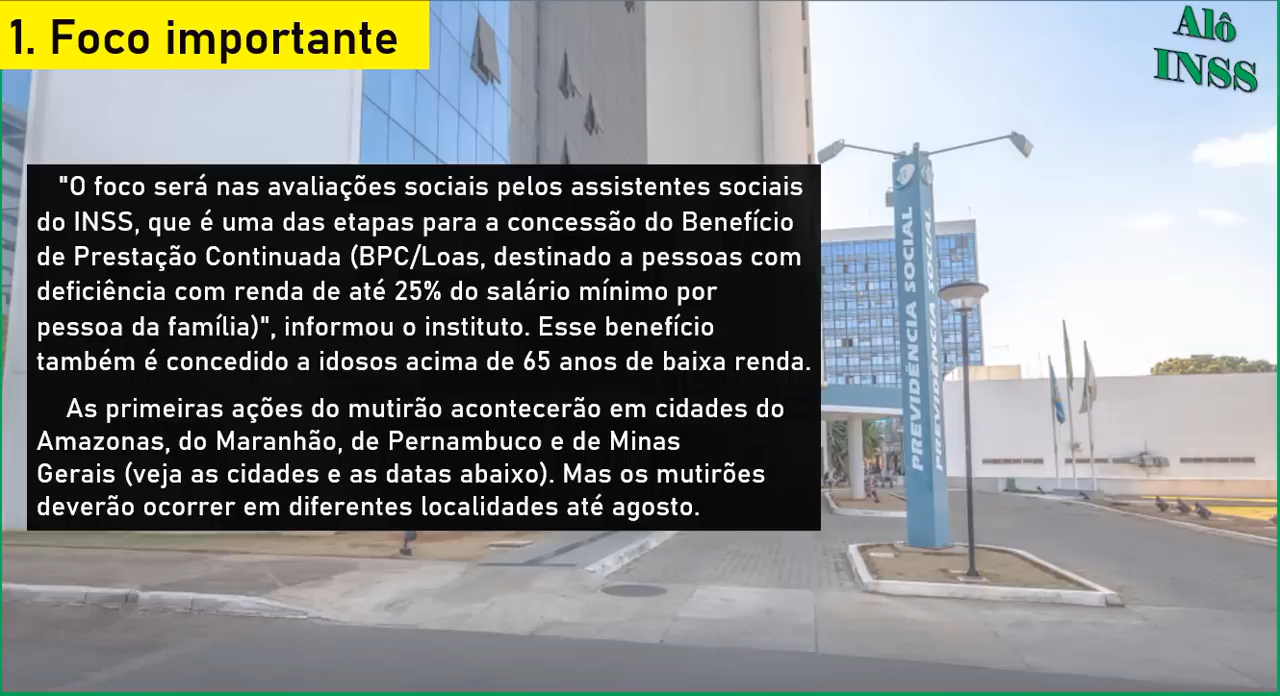 1. Foco importante
Alô
INSS
"O foco será nas avaliações sociais pelos assistentes sociais
do INSS, que é uma das etapas para a concessão do Benefício
de Prestação Continuada (BPC/Loas, destinado a pessoas com
deficiência com renda de até 25% do salário mínimo por
pessoa da família)", informou o instituto. Esse benefício
também é concedido a idosos acima de 65 anos de baixa renda.
As primeiras ações do mutirão acontecerão em cidades do
Amazonas, do Maranhão, de Pernambuco e de Minas
Gerais (veja as cidades e as datas abaixo). Mas os mutirões
deverão ocorrer em diferentes localidades até agosto.
PREVIDÊNCIA SOCIAL
PREVIDÊNCIA SOCIAL